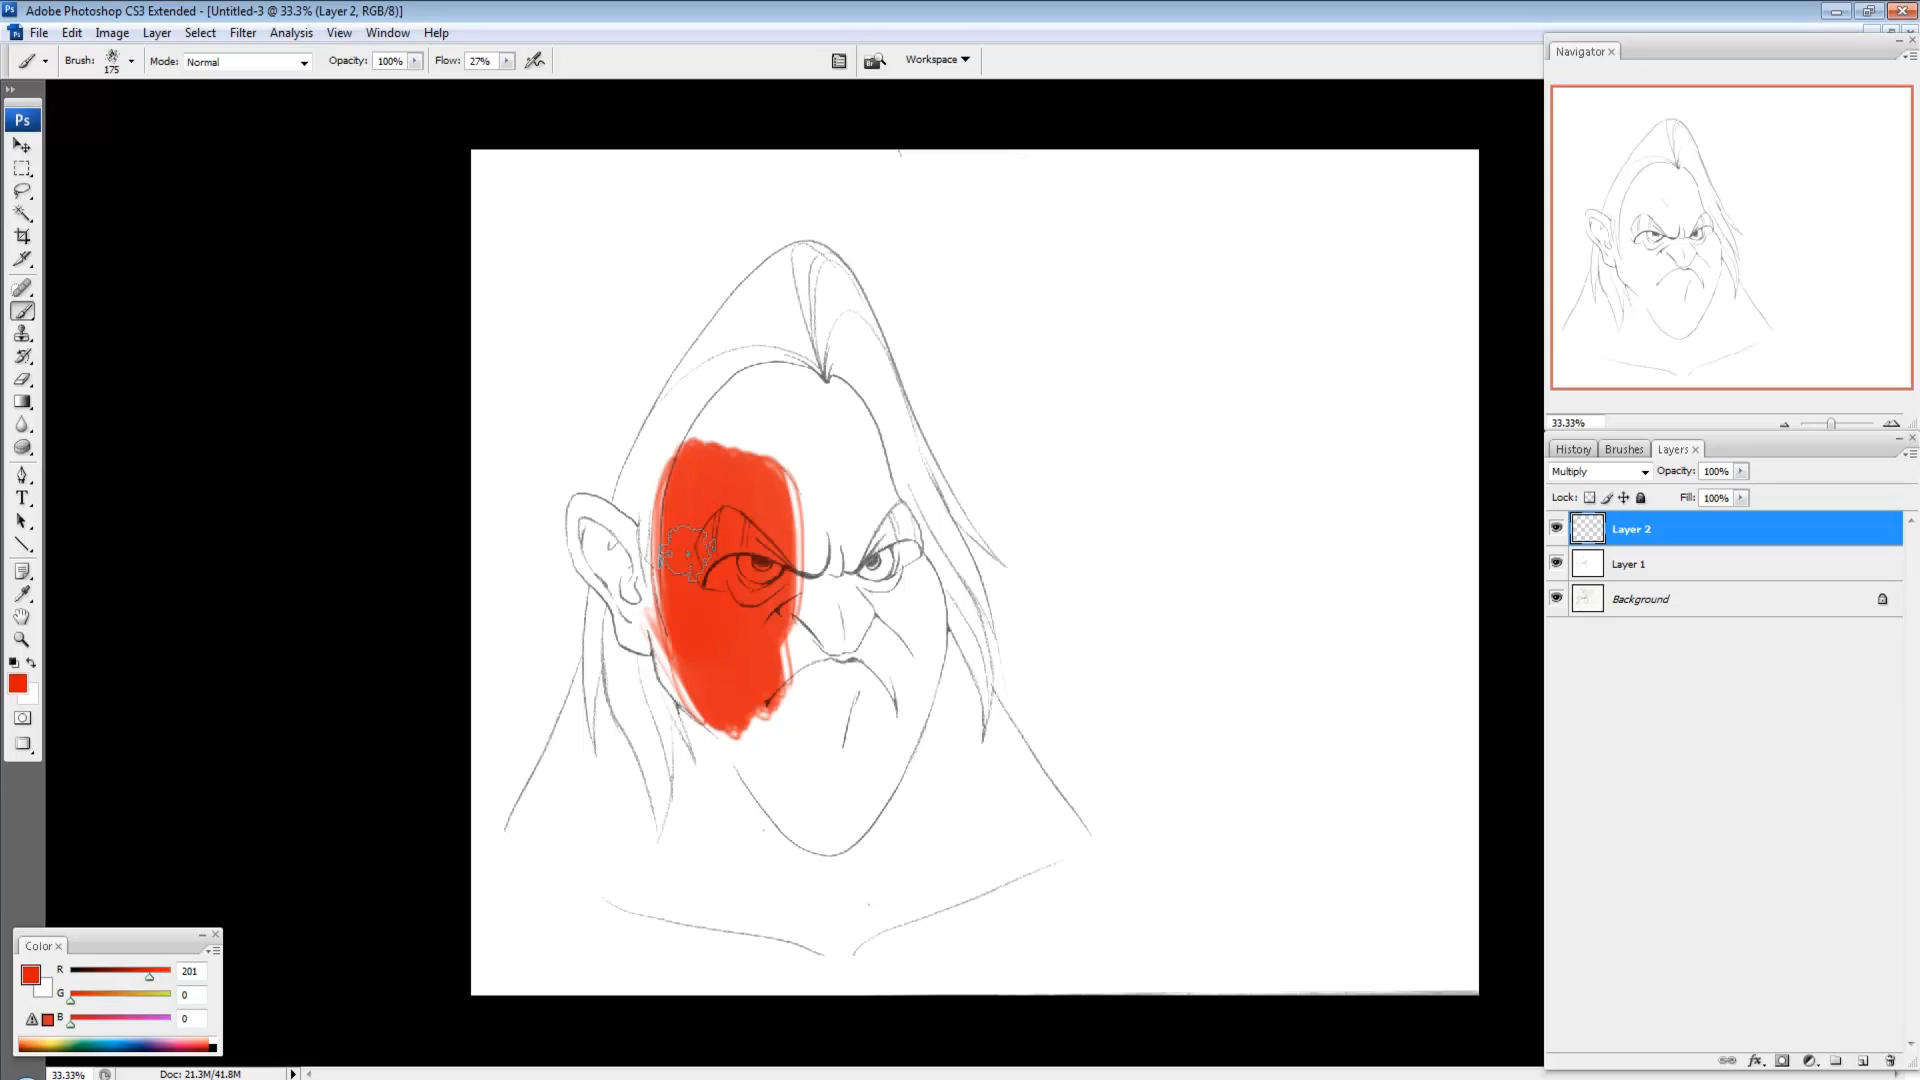 Ps Adobe Photoshop CS3 Extended - [Untitled-3 @ 33.3% (Layer 2, RGB/8)]
File Edit Image Layer Select Filter Analysis View Window Help
Brush: 175 Mode: Normal Opacity: 100% Flow: 27% Workspace
Navigator
Ps
T
33.33%
History Brushes Layers
Multiply Opacity: 100%
Lock: Fill: 100%
Layer 2
Layer 1
Background
Color
R 201
G 0
B 0
33.33% Doc: 21.3M/41.8M